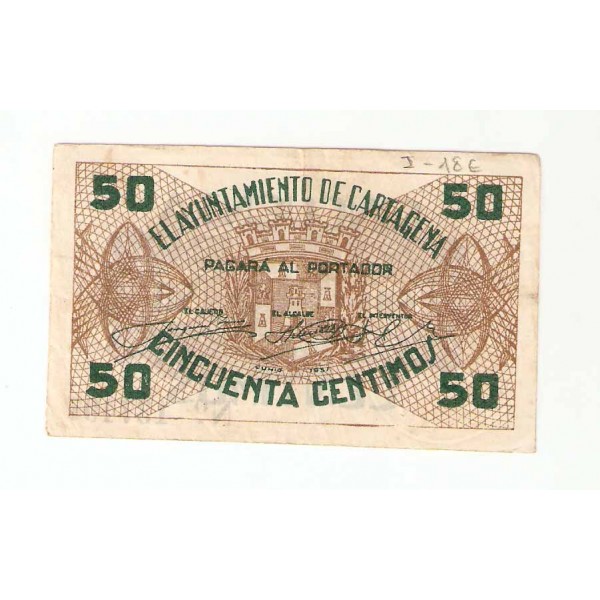 I - 18€
50 50
EL AYUNTAMIENTO DE CARTAGENA
PAGARÁ AL PORTADOR
EL CAJERO EL ALCALDE EL INTERVENTOR
CINCUENTA CENTIMOS
JUNIO 1937
50 50